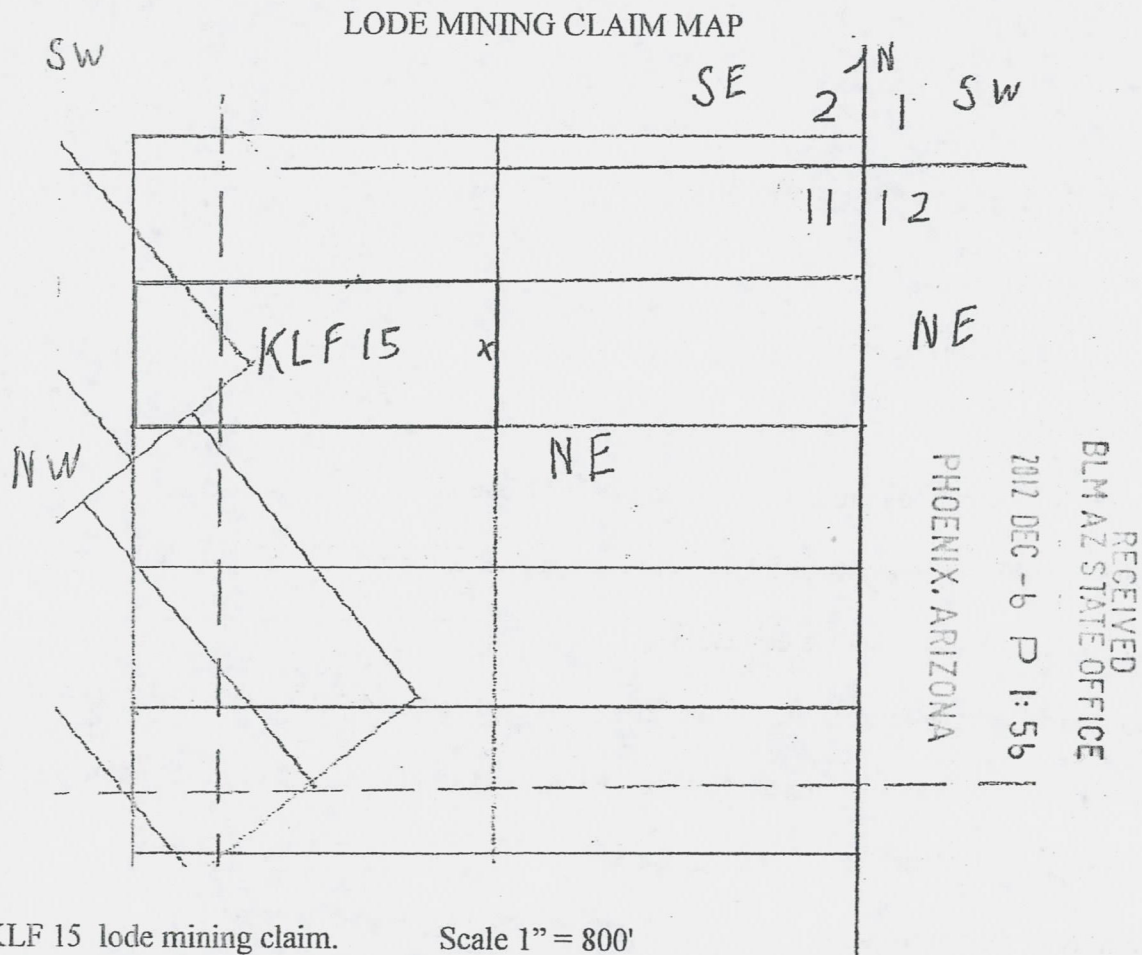 LODE MINING CLAIM MAP
SW
N
SE 2 1 SW
11 12
KLF 15 x
NE
NW
NE
RECEIVED
BLM AZ STATE OFFICE
2012 DEC -6 P 1:56
PHOENIX, ARIZONA
KLF 15 lode mining claim. Scale 1" = 800'